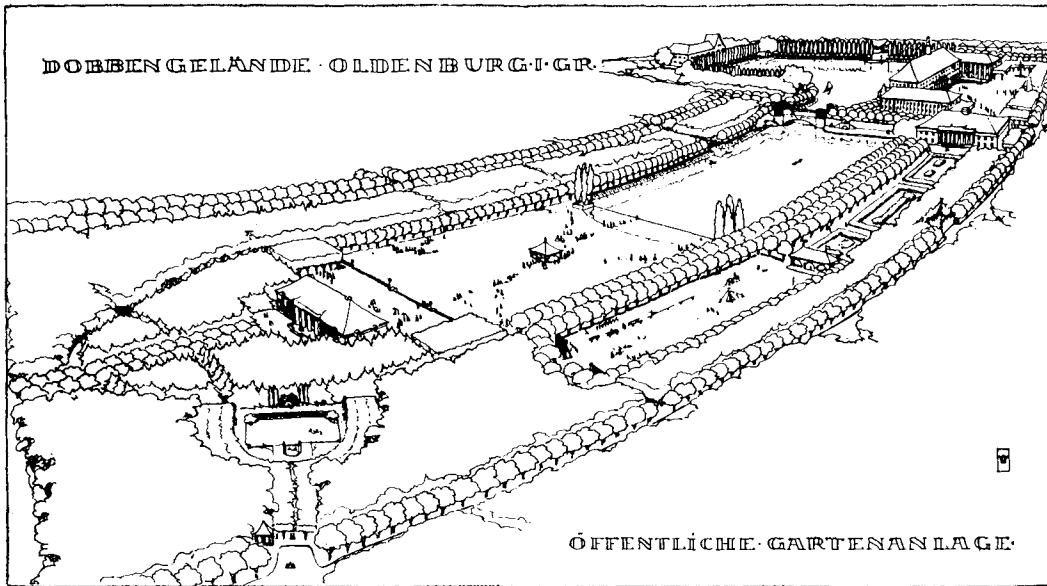 DOBBENGELÄNDE · OLDENBURG · I · GR.
ÖFFENTLICHE · GARTENANLAGE ·